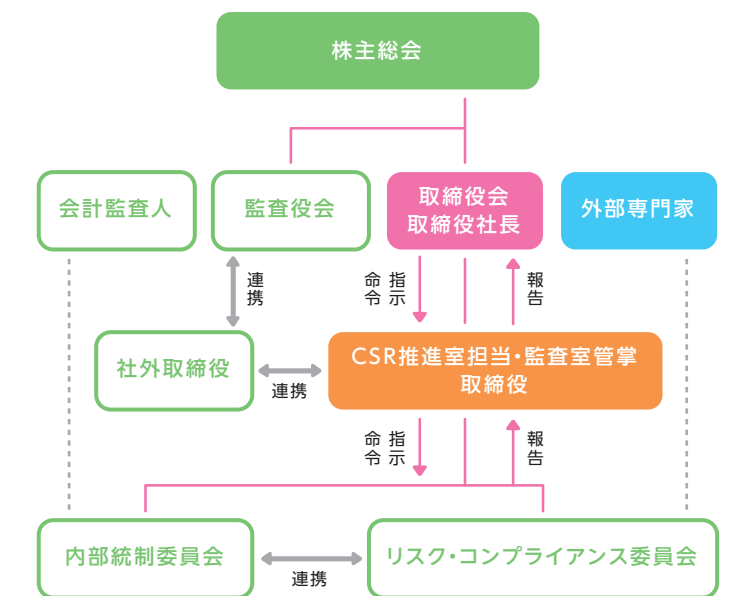 株主総会
会計監査人
監査役会
取締役会
取締役社長
外部専門家
連携
指示
命令
報告
社外取締役
連携
CSR推進室担当・監査室管掌
取締役
指示
命令
報告
内部統制委員会
連携
リスク・コンプライアンス委員会